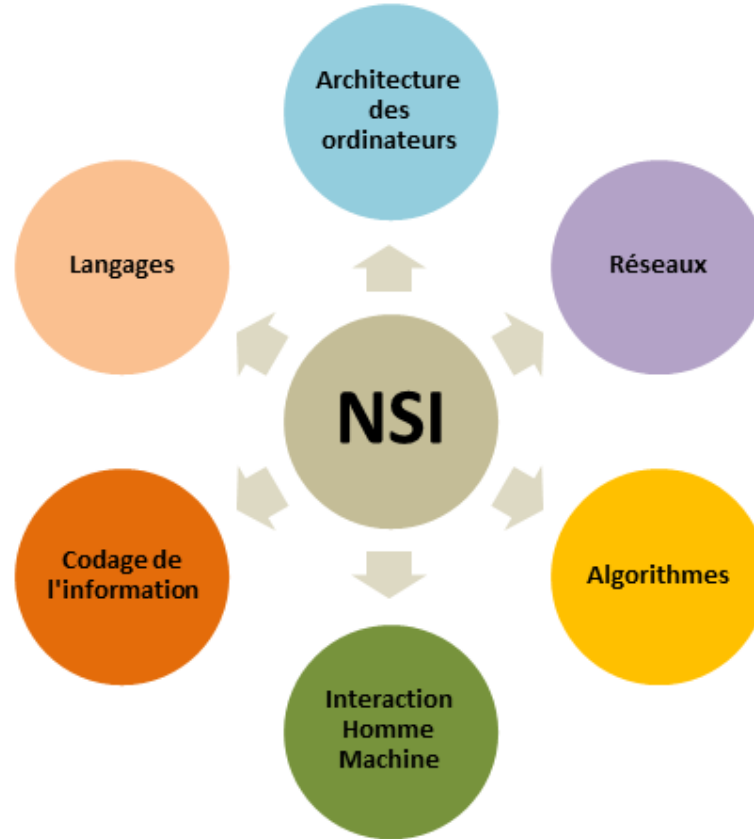 Architecture
des
ordinateurs
Langages
Réseaux
NSI
Codage de
l'information
Algorithmes
Interaction
Homme
Machine